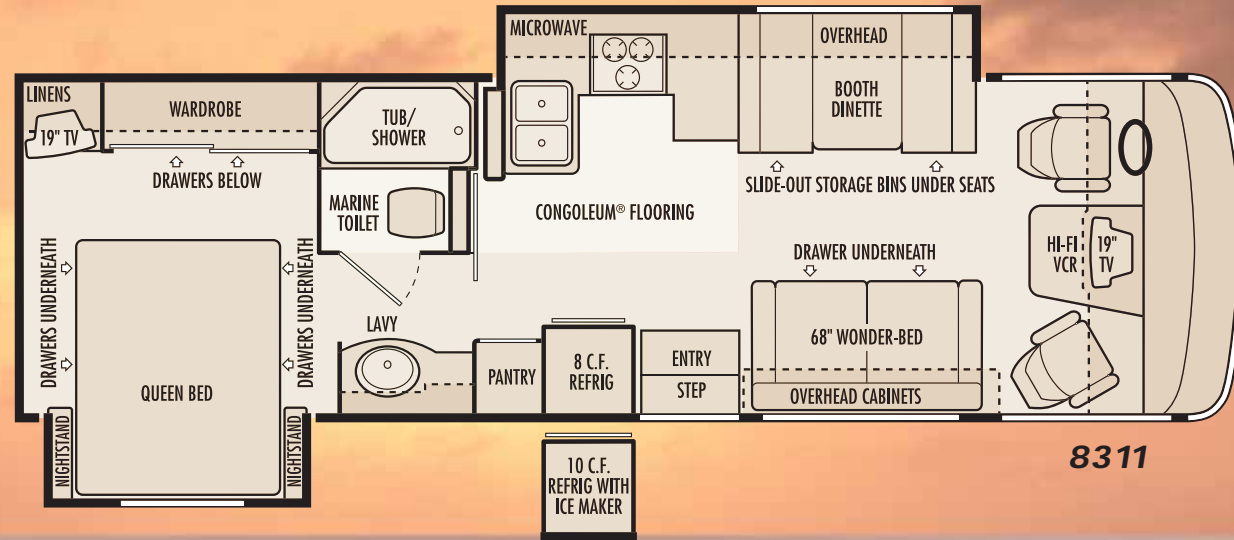 MICROWAVE
OVERHEAD
BOOTH
DINETTE
LINENS
19" TV
WARDROBE
DRAWERS BELOW
TUB/
SHOWER
MARINE
TOILET
CONGOLEUM® FLOORING
SLIDE-OUT STORAGE BINS UNDER SEATS
HI-FI
VCR
19"
TV
DRAWER UNDERNEATH
68" WONDER-BED
OVERHEAD CABINETS
DRAWERS UNDERNEATH
DRAWERS UNDERNEATH
QUEEN BED
NIGHTSTAND
NIGHTSTAND
LAVY
PANTRY
8 C.F.
REFRIG
ENTRY
STEP
10 C.F.
REFRIG WITH
ICE MAKER
8311